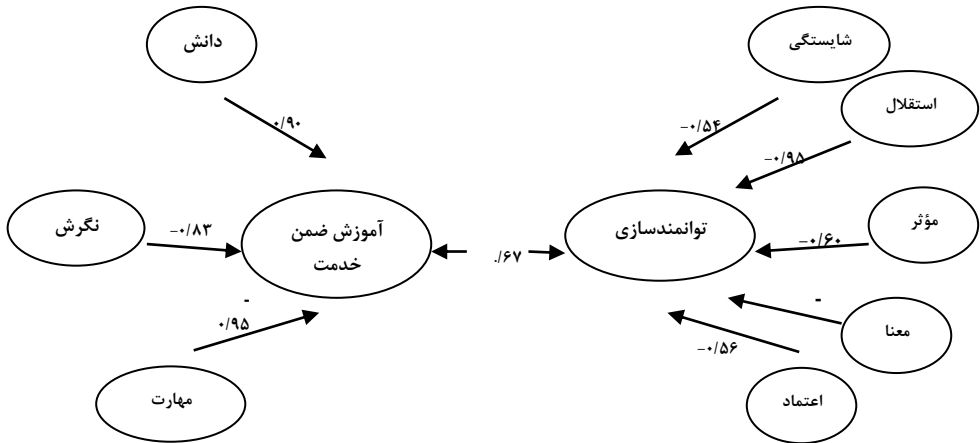 دانش
شایستگی
استقلال
۰/۹۰
-۰/۵۴
-۰/۹۵
نگرش
-۰/۸۳
آموزش ضمن
خدمت
./۶۷
توانمندسازی
مؤثر
-۰/۶۰
-
۰/۹۵
-
معنا
-۰/۵۶
مهارت
اعتماد